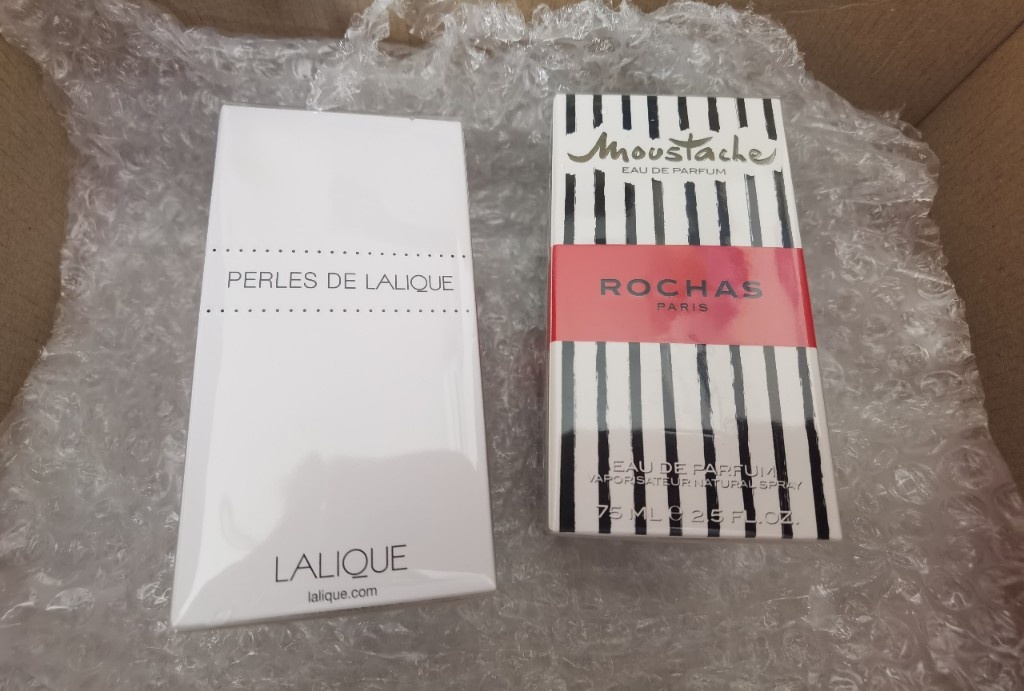 PERLES DE LALIQUE
LALIQUE
lalique.com
Moustache
EAU DE PARFUM
ROCHAS
PARIS
EAU DE PARFUM
VAPORISATEUR NATURAL SPRAY
75 ML e 2.5 FL.OZ.